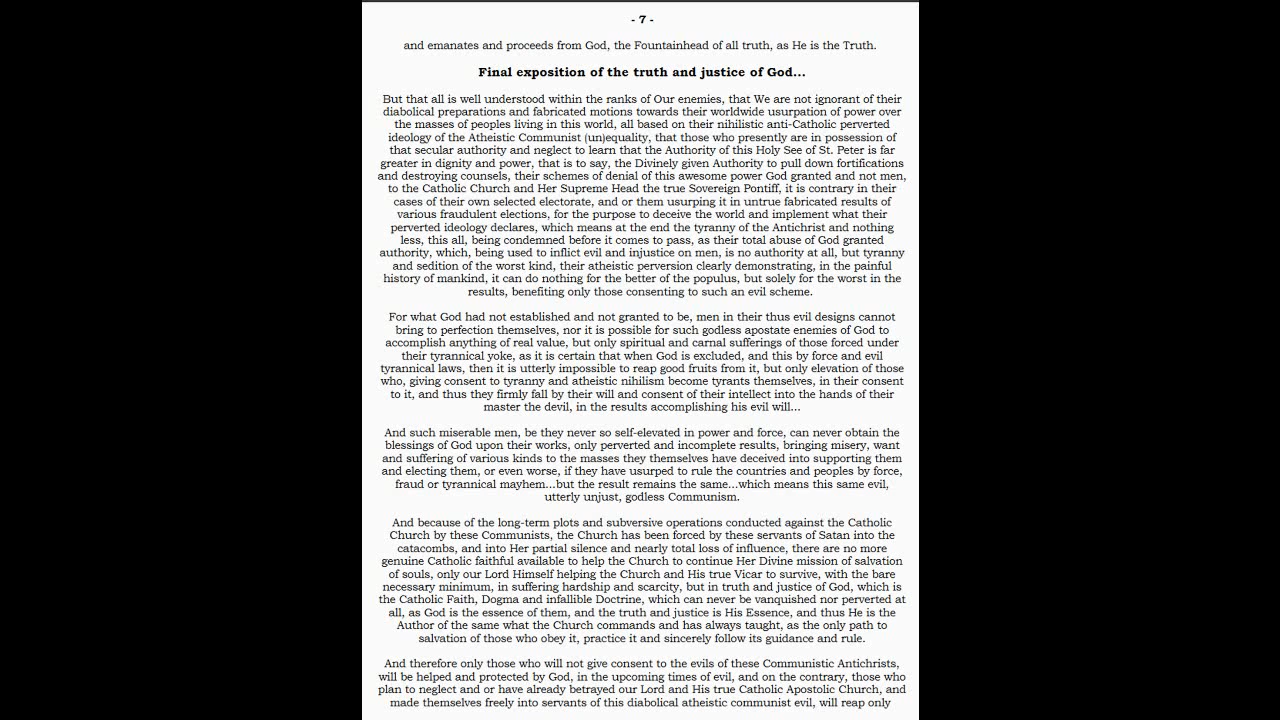 - 7 -
and emanates and proceeds from God, the Fountainhead of all truth, as He is the Truth.
Final exposition of the truth and justice of God...
But that all is well understood within the ranks of Our enemies, that We are not ignorant of their
diabolical preparations and fabricated motions towards their worldwide usurpation of power over
the masses of peoples living in this world, all based on their nihilistic anti-Catholic perverted
ideology of the Atheistic Communist (un)equality, that those who presently are in possession of
that secular authority and neglect to learn that the Authority of this Holy See of St. Peter is far
greater in dignity and power, that is to say, the Divinely given Authority to pull down fortifications
and destroying counsels, their schemes of denial of this awesome power God granted and not men,
to the Catholic Church and Her Supreme Head the true Sovereign Pontiff, it is contrary in their
cases of their own selected electorate, and or them usurping it in untrue fabricated results of
various fraudulent elections, for the purpose to deceive the world and implement what their
perverted ideology declares, which means at the end the tyranny of the Antichrist and nothing
less, this all, being condemned before it comes to pass, as their total abuse of God granted
authority, which, being used to inflict evil and injustice on men, is no authority at all, but tyranny
and sedition of the worst kind, their atheistic perversion clearly demonstrating, in the painful
history of mankind, it can do nothing for the better of the populus, but solely for the worst in the
results, benefiting only those consenting to such an evil scheme.
For what God had not established and not granted to be, men in their thus evil designs cannot
bring to perfection themselves, nor it is possible for such godless apostate enemies of God to
accomplish anything of real value, but only spiritual and carnal sufferings of those forced under
their tyrannical yoke, as it is certain that when God is excluded, and this by force and evil
tyrannical laws, then it is utterly impossible to reap good fruits from it, but only elevation of those
who, giving consent to tyranny and atheistic nihilism become tyrants themselves, in their consent
to it, and thus they firmly fall by their will and consent of their intellect into the hands of their
master the devil, in the results accomplishing his evil will...
And such miserable men, be they never so self-elevated in power and force, can never obtain the
blessings of God upon their works, only perverted and incomplete results, bringing misery, want
and suffering of various kinds to the masses they themselves have deceived into supporting them
and electing them, or even worse, if they have usurped to rule the countries and peoples by force,
fraud or tyrannical mayhem...but the result remains the same...which means this same evil,
utterly unjust, godless Communism.
And because of the long-term plots and subversive operations conducted against the Catholic
Church by these Communists, the Church has been forced by these servants of Satan into the
catacombs, and into Her partial silence and nearly total loss of influence, there are no more
genuine Catholic faithful available to help the Church to continue Her Divine mission of salvation
of souls, only our Lord Himself helping the Church and His true Vicar to survive, with the bare
necessary minimum, in suffering hardship and scarcity, but in truth and justice of God, which is
the Catholic Faith, Dogma and infallible Doctrine, which can never be vanquished nor perverted at
all, as God is the essence of them, and the truth and justice is His Essence, and thus He is the
Author of the same what the Church commands and has always taught, as the only path to
salvation of those who obey it, practice it and sincerely follow its guidance and rule.
And therefore only those who will not give consent to the evils of these Communistic Antichrists,
will be helped and protected by God, in the upcoming times of evil, and on the contrary, those who
plan to neglect and or have already betrayed our Lord and His true Catholic Apostolic Church, and
made themselves freely into servants of this diabolical atheistic communist evil, will reap only